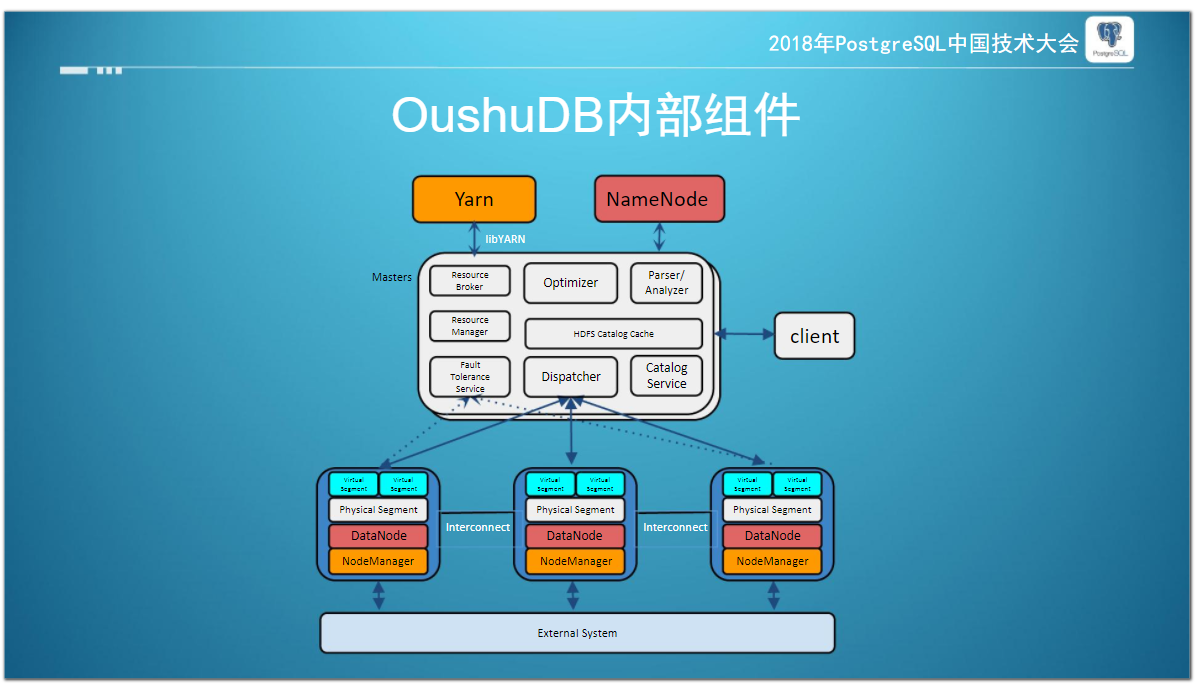 2018年PostgreSQL中国技术大会
PostgreSQL
OushuDB内部组件
Yarn
NameNode
libYARN
Masters
Resource
Broker
Optimizer
Parser/
Analyzer
Resource
Manager
HDFS Catalog Cache
client
Fault
Tolerance
Service
Dispatcher
Catalog
Service
Virtual
Segment
Virtual
Segment
Physical Segment
DataNode
NodeManager
Interconnect
Virtual
Segment
Virtual
Segment
Physical Segment
DataNode
NodeManager
Interconnect
Virtual
Segment
Virtual
Segment
Physical Segment
DataNode
NodeManager
External System